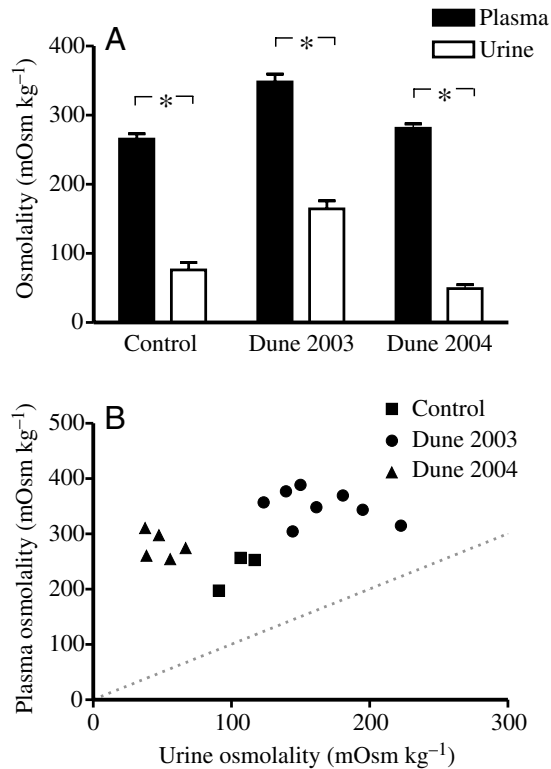 A
Plasma
Urine
400
300
200
100
0
Osmolality (mOsm kg⁻¹)
*
*
*
Control
Dune 2003
Dune 2004
B
Control
Dune 2003
Dune 2004
500
400
300
200
100
0
Plasma osmolality (mOsm kg⁻¹)
0
100
200
300
Urine osmolality (mOsm kg⁻¹)